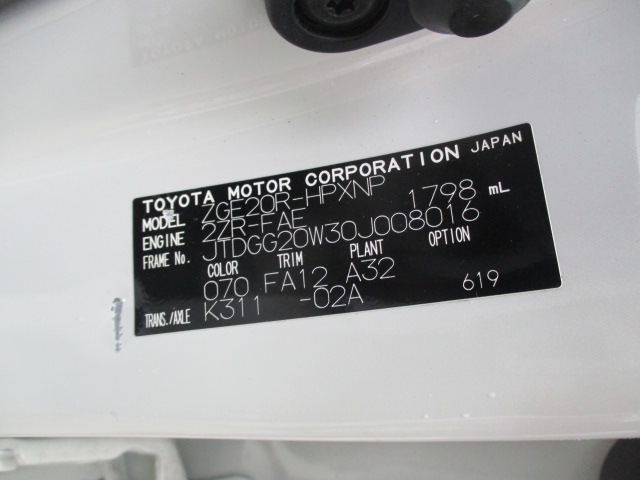 TOYOTA MOTOR CORPORATION JAPAN
MODEL ZGE20R-HPXNP 1798 mL
ENGINE 2ZR-FAE
FRAME No. JTDGG20W30J008016
COLOR TRIM PLANT OPTION
070 FA12 A32
TRANS./AXLE K311 -02A 619